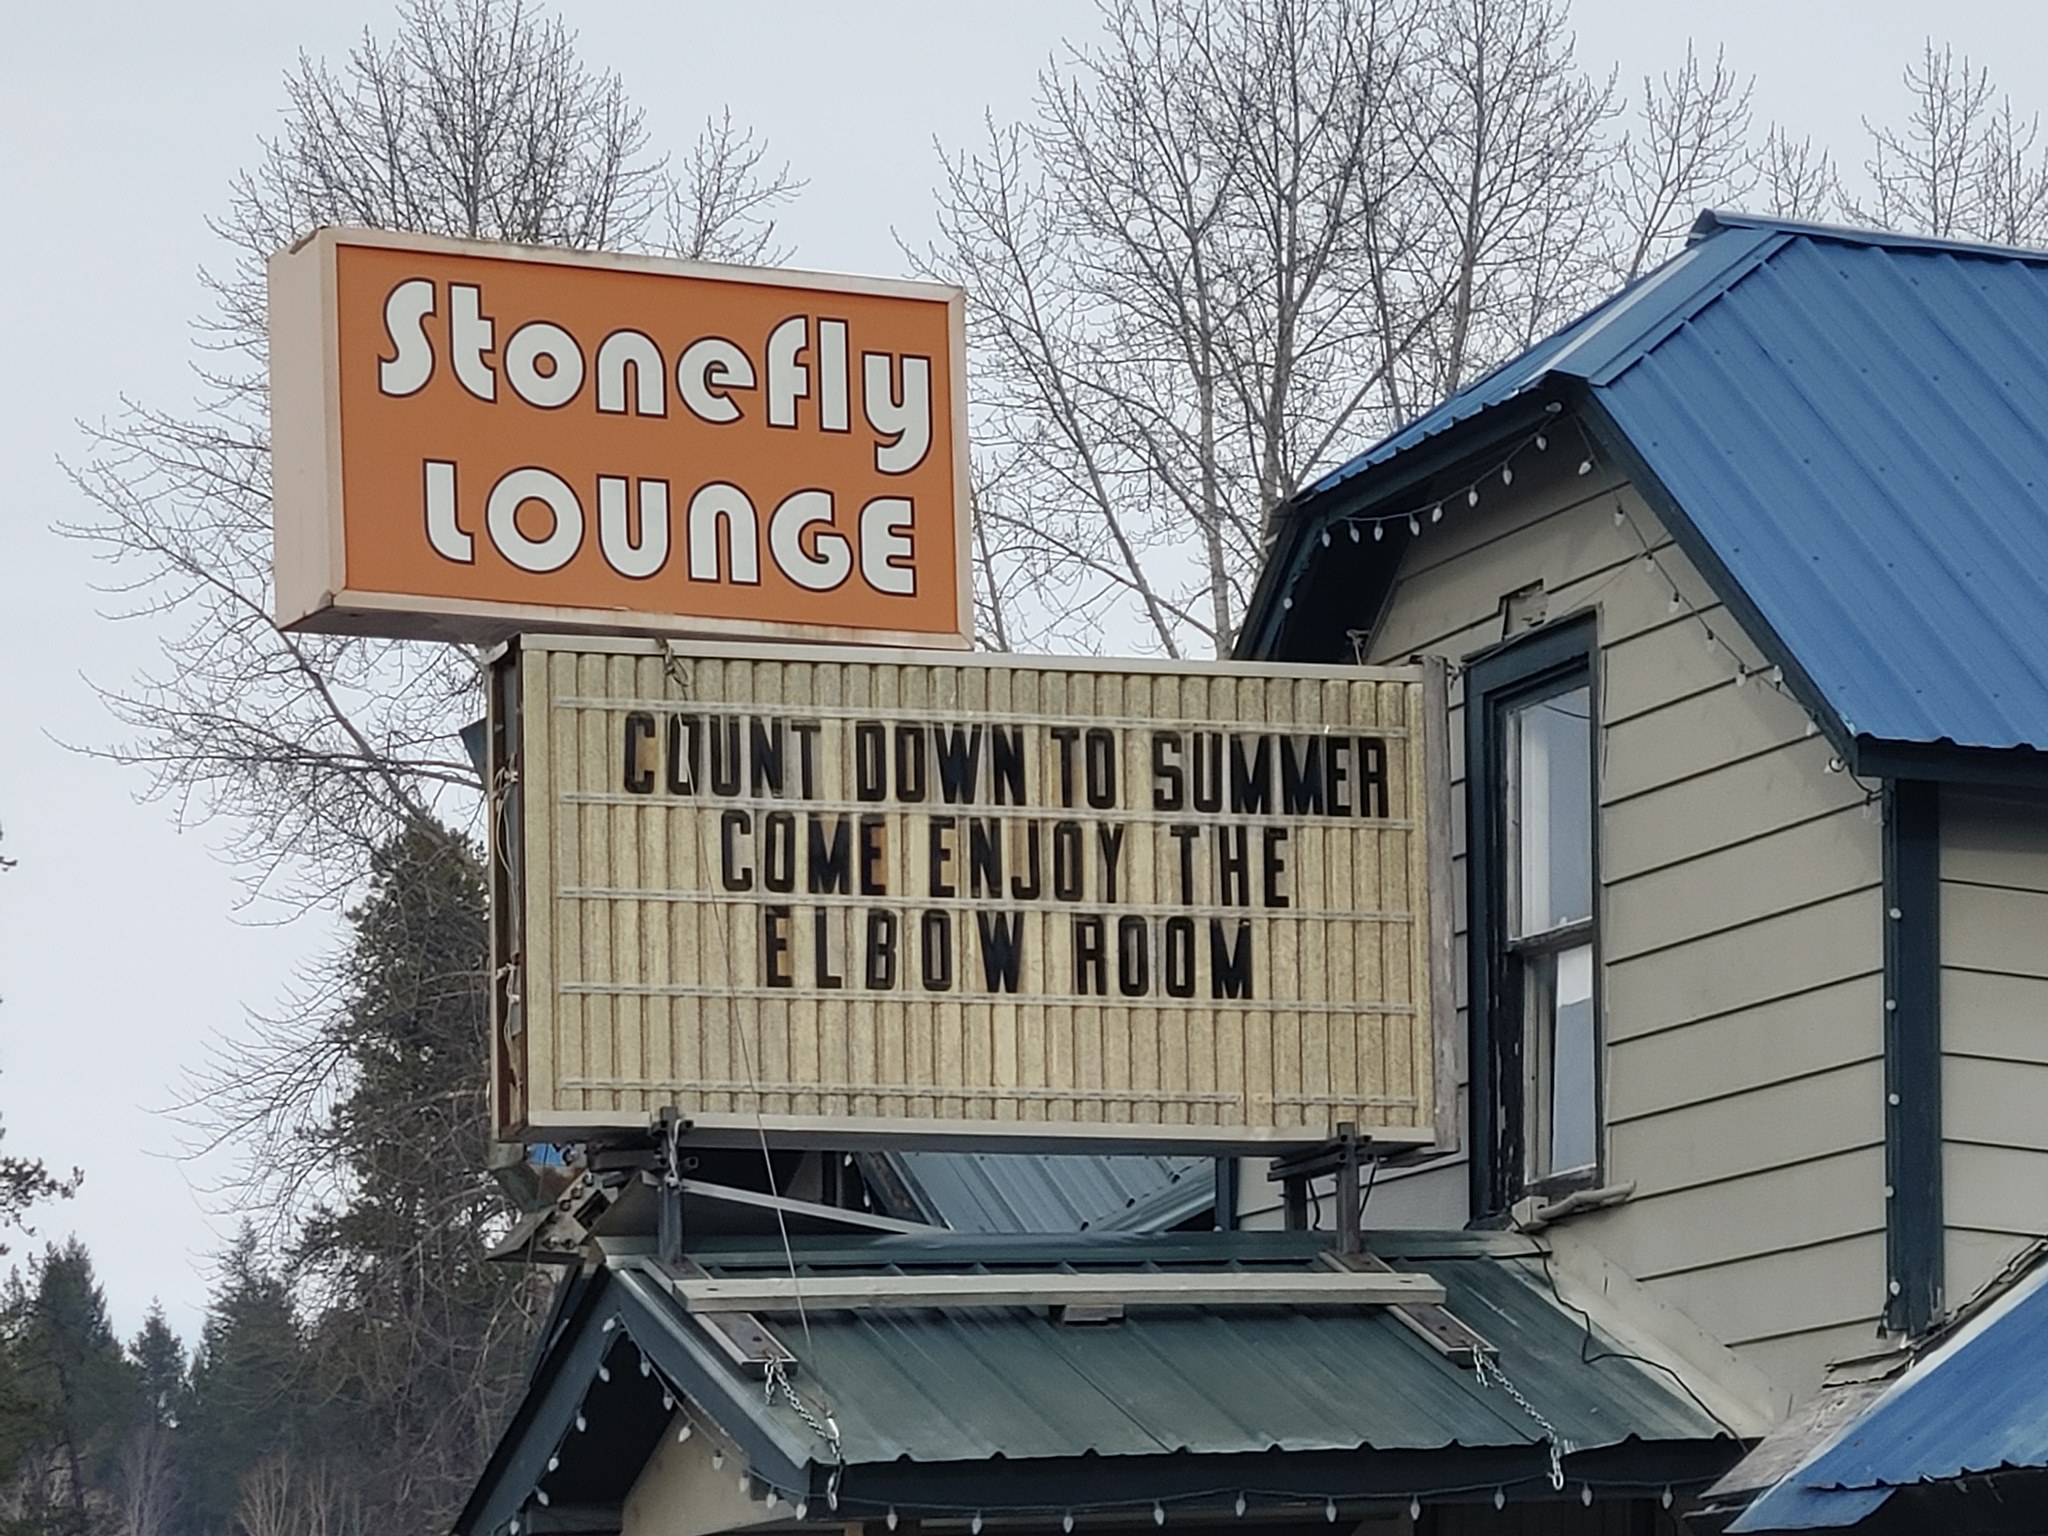 Stonefly
LOUNGE
COUNT DOWN TO SUMMER
COME ENJOY THE
ELBOW ROOM